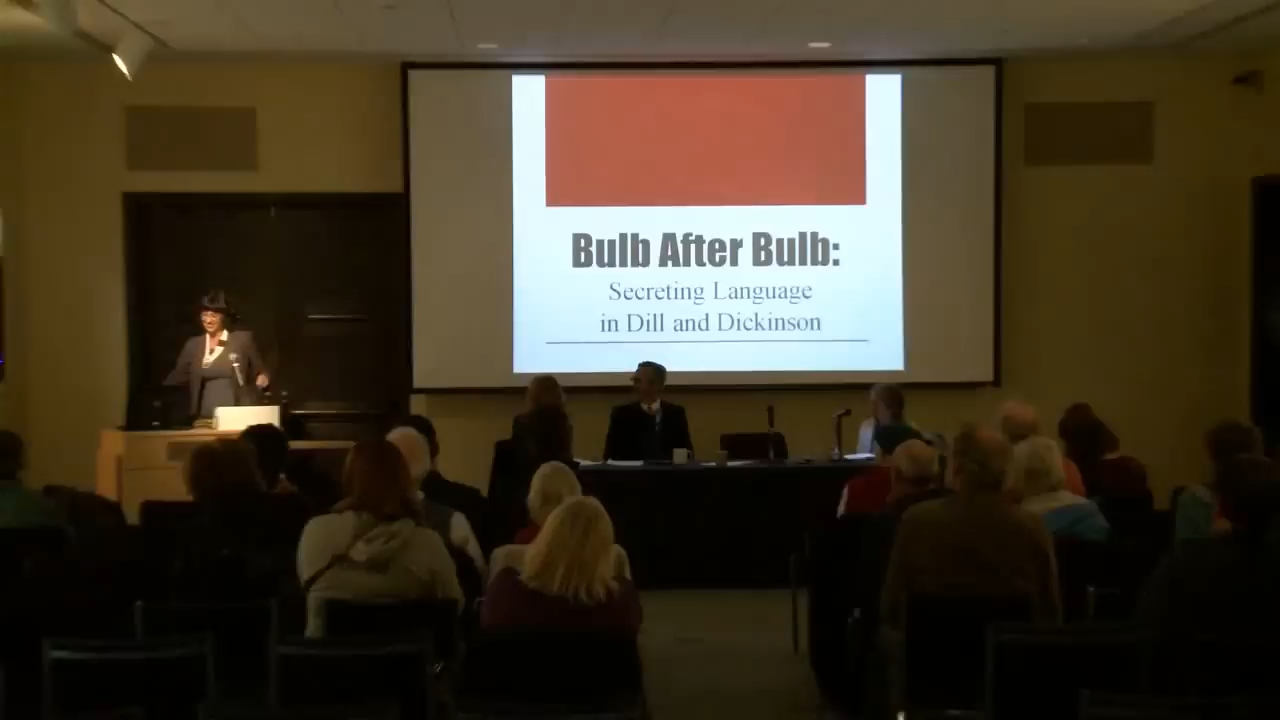 Bulb After Bulb:
Secreting Language
in Dill and Dickinson